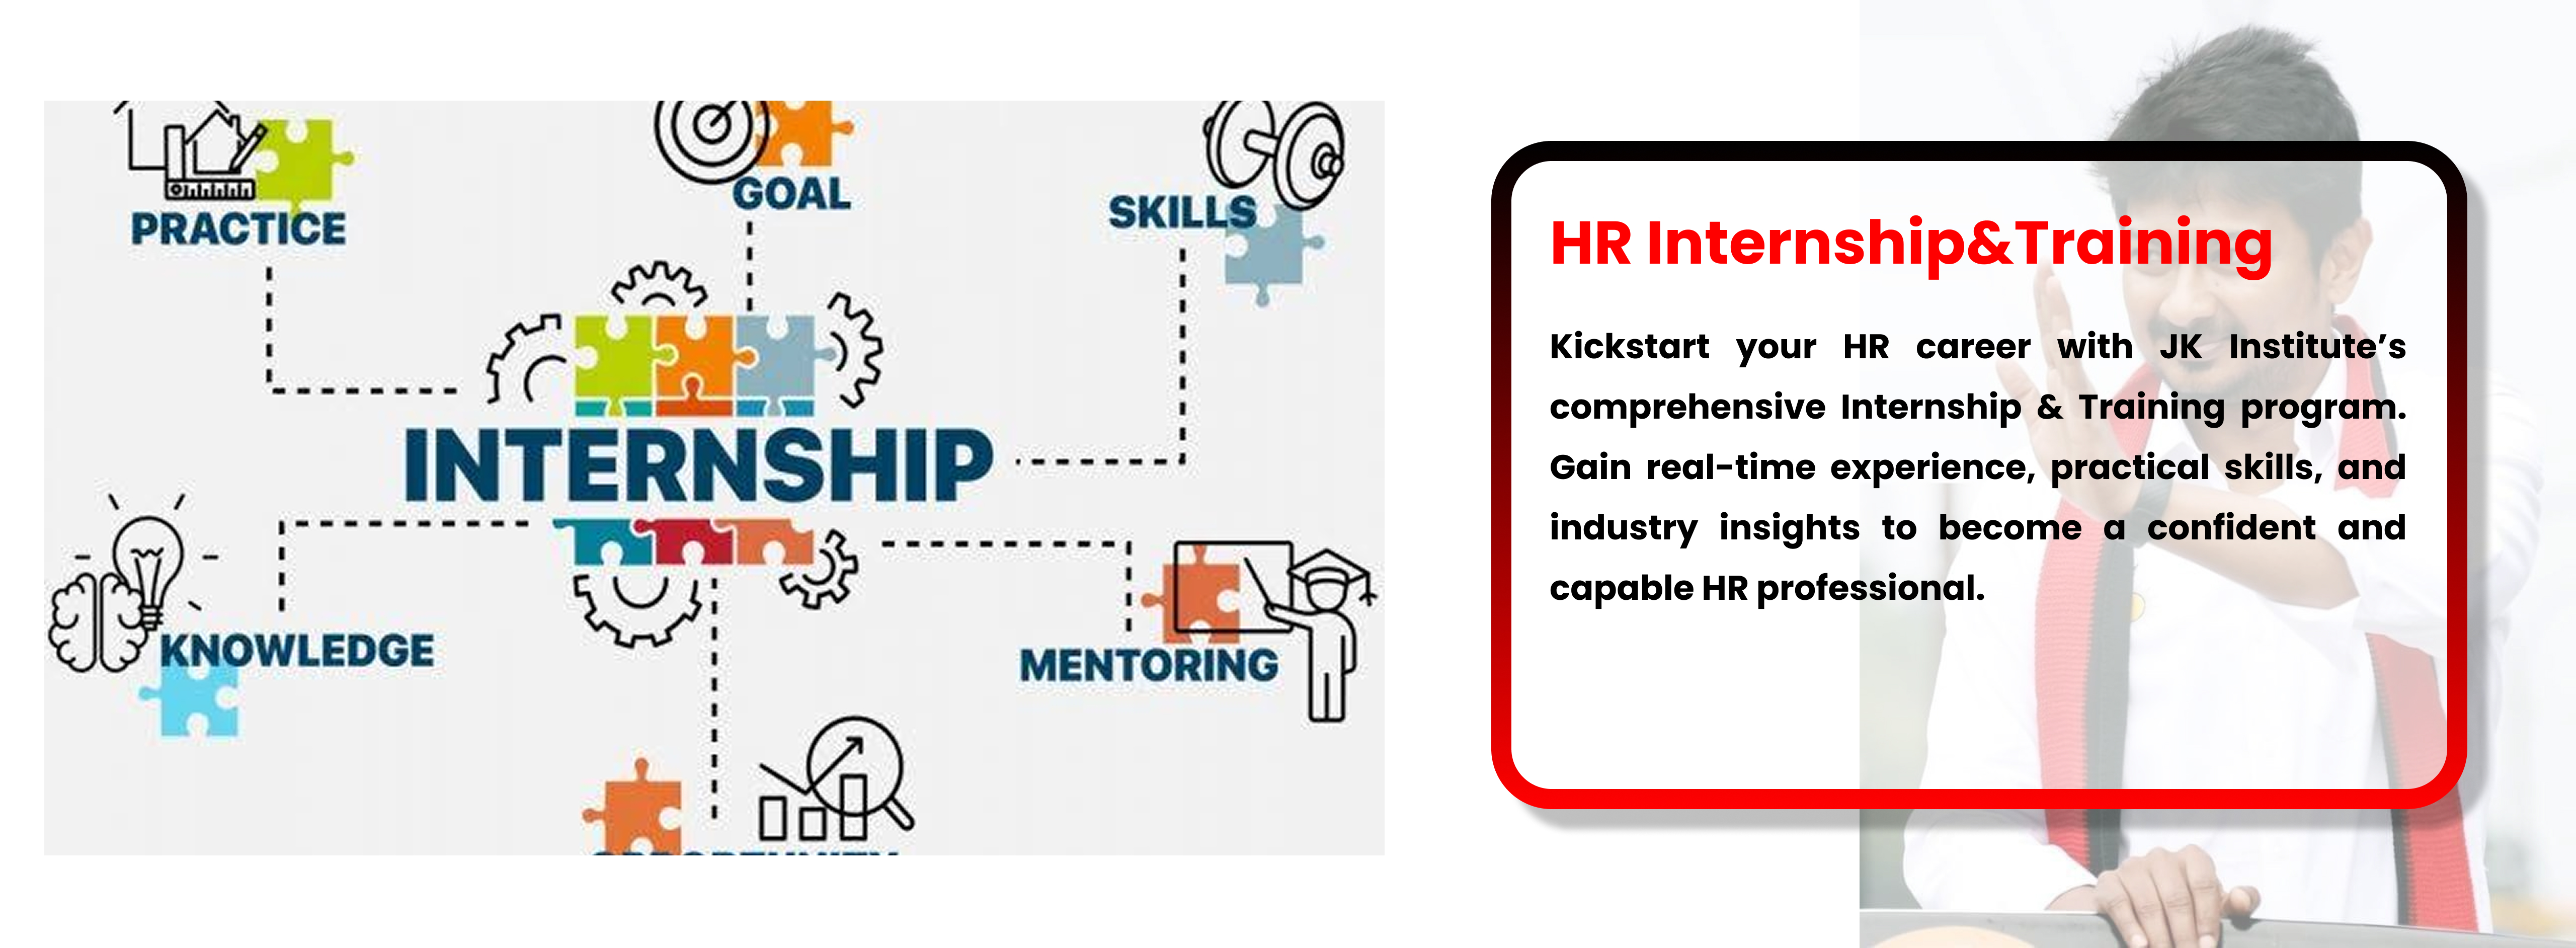 PRACTICE
GOAL
SKILLS
INTERNSHIP
KNOWLEDGE
MENTORING
HR Internship&Training
Kickstart your HR career with JK Institute’s
comprehensive Internship & Training program.
Gain real-time experience, practical skills, and
industry insights to become a confident and
capable HR professional.